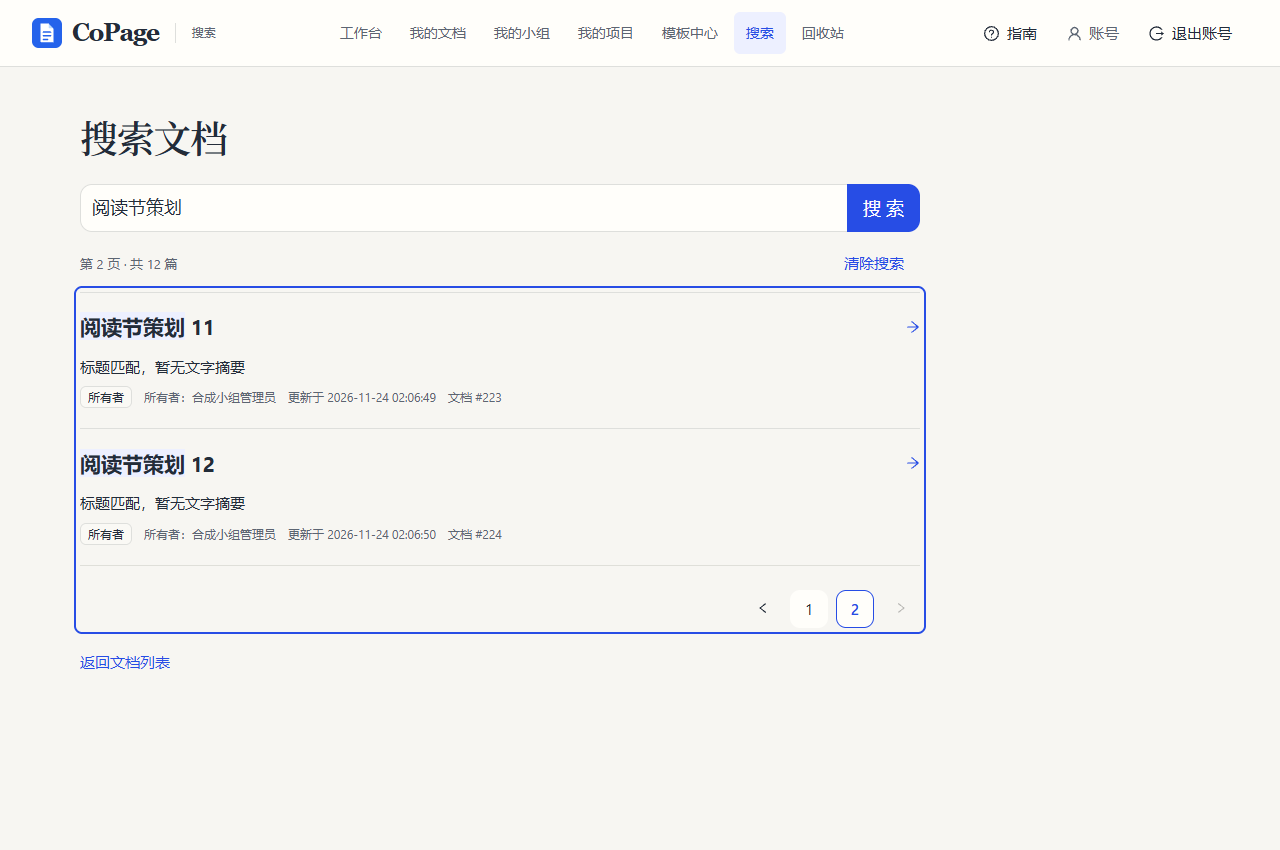 CoPage 搜索 工作台 我的文档 我的小组 我的项目 模板中心 搜索 回收站 指南 账号 退出账号
搜索文档
阅读节策划 搜索
第 2 页 · 共 12 篇 清除搜索
阅读节策划 11
标题匹配，暂无文字摘要
所有者 所有者：合成小组管理员 更新于 2026-11-24 02:06:49 文档 #223
阅读节策划 12
标题匹配，暂无文字摘要
所有者 所有者：合成小组管理员 更新于 2026-11-24 02:06:50 文档 #224
1 2
返回文档列表